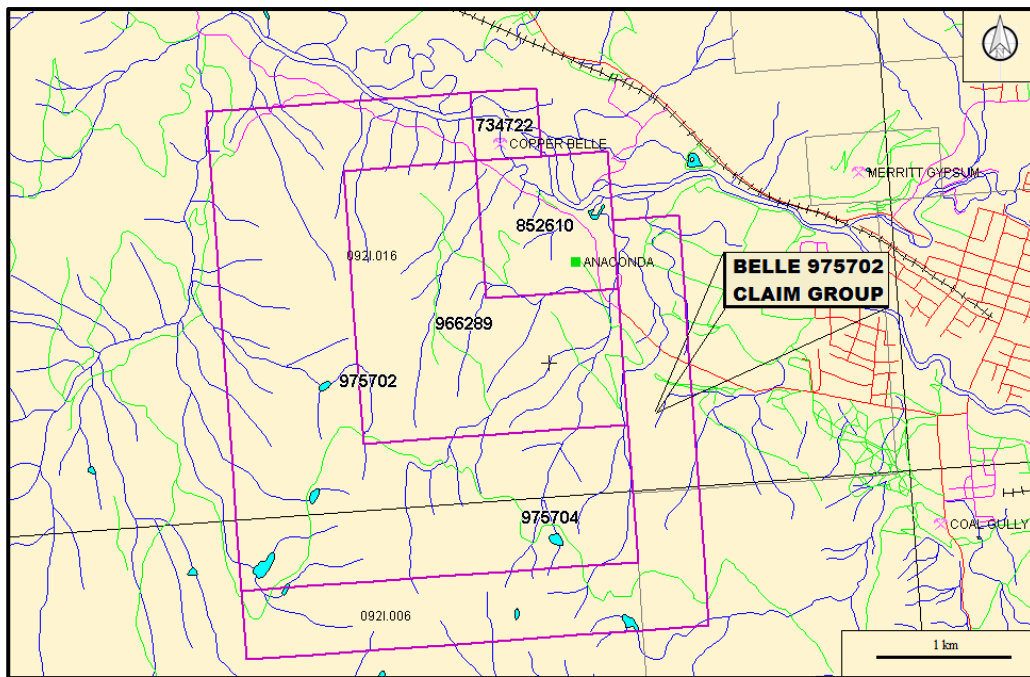 734722
COPPER BELLE
MERRITT GYPSUM
852610
092I.016
ANACONDA
BELLE 975702
CLAIM GROUP
966289
975702
975704
COAL GULLY
092I.006
1 km